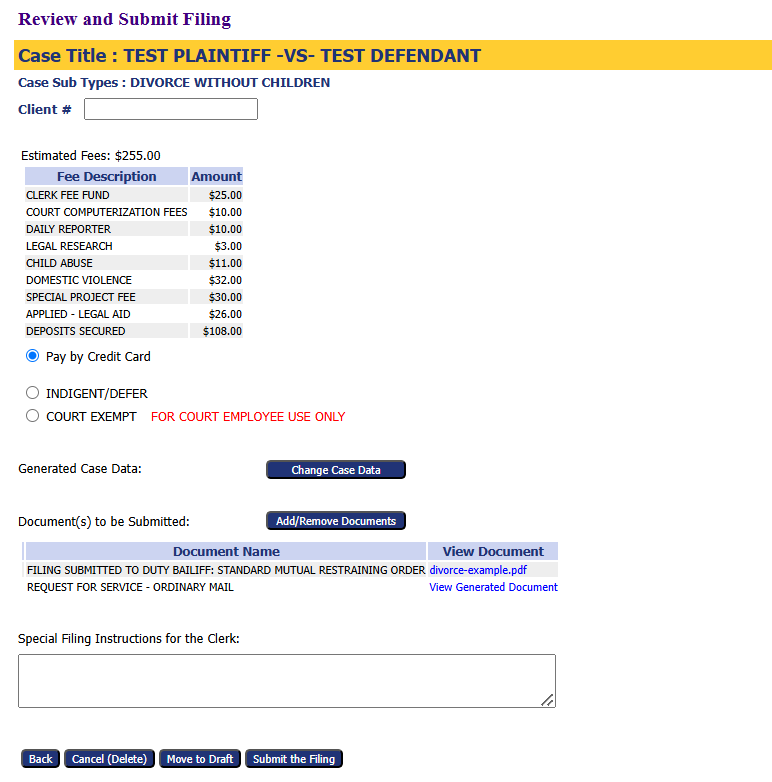 Review and Submit Filing
Case Title : TEST PLAINTIFF -VS- TEST DEFENDANT
Case Sub Types : DIVORCE WITHOUT CHILDREN
Client #
Estimated Fees: $255.00
Fee Description Amount
CLERK FEE FUND $25.00
COURT COMPUTERIZATION FEES $10.00
DAILY REPORTER $10.00
LEGAL RESEARCH $3.00
CHILD ABUSE $11.00
DOMESTIC VIOLENCE $32.00
SPECIAL PROJECT FEE $30.00
APPLIED - LEGAL AID $26.00
DEPOSITS SECURED $108.00
Pay by Credit Card
INDIGENT/DEFER
COURT EXEMPT FOR COURT EMPLOYEE USE ONLY
Generated Case Data: Change Case Data
Document(s) to be Submitted: Add/Remove Documents
Document Name View Document
FILING SUBMITTED TO DUTY BAILIFF: STANDARD MUTUAL RESTRAINING ORDER divorce-example.pdf
REQUEST FOR SERVICE - ORDINARY MAIL View Generated Document
Special Filing Instructions for the Clerk:
Back Cancel (Delete) Move to Draft Submit the Filing